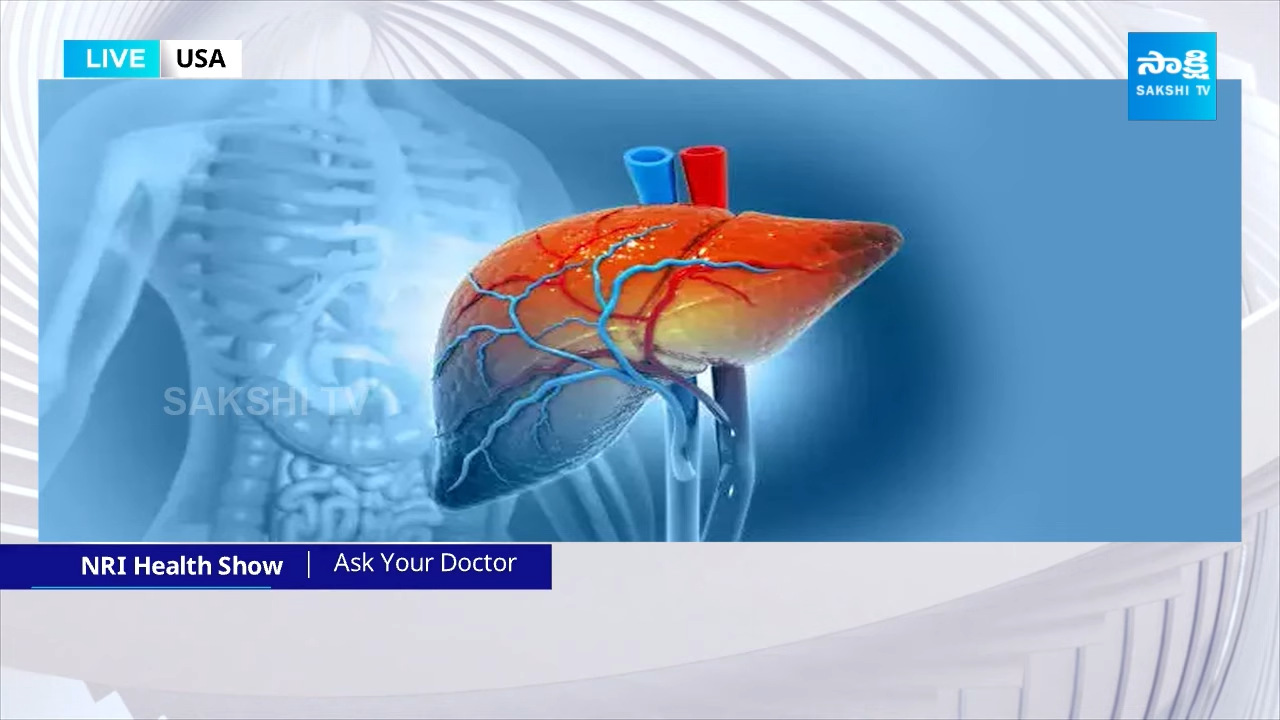 LIVE USA
సాక్షి
SAKSHI TV
SAKSHI TV
NRI Health Show | Ask Your Doctor